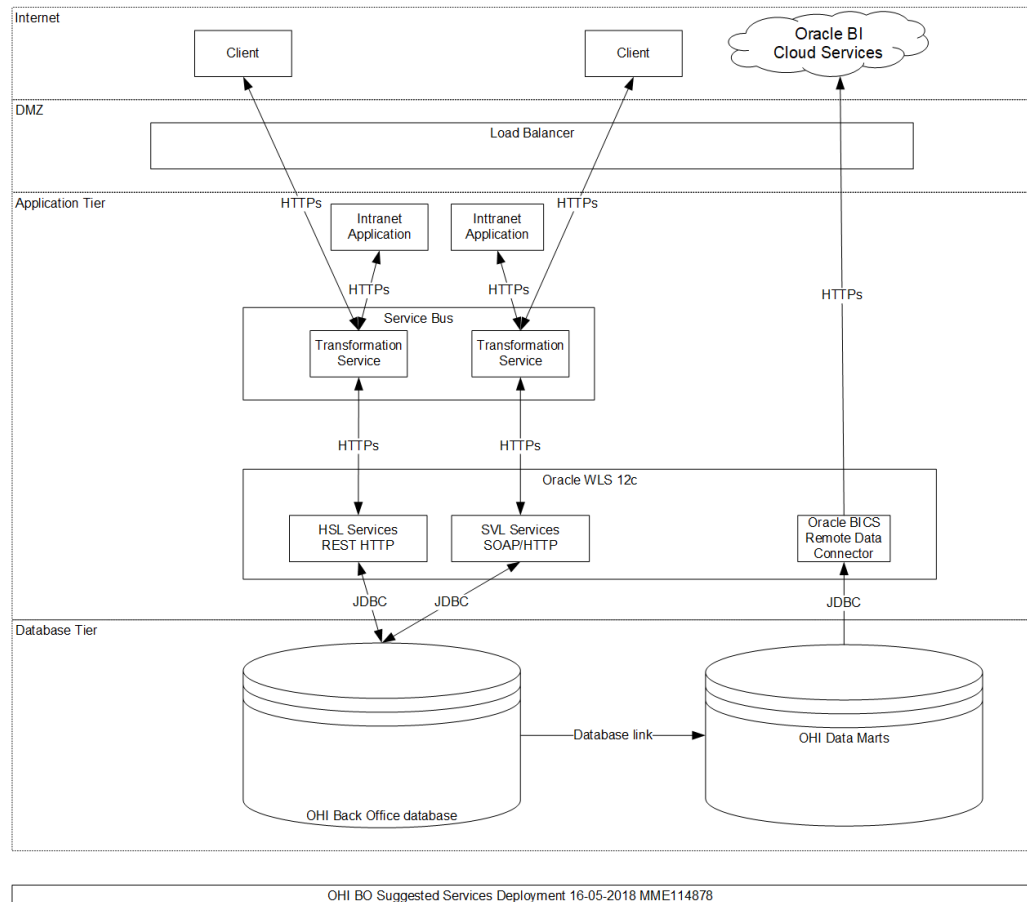 Internet
Client
Client
Oracle BI
Cloud Services
DMZ
Load Balancer
Application Tier
HTTPs
HTTPs
Intranet
Application
Inttranet
Application
HTTPs
HTTPs
HTTPs
Service Bus
Transformation
Service
Transformation
Service
HTTPs
HTTPs
Oracle WLS 12c
HSL Services
REST HTTP
SVL Services
SOAP/HTTP
Oracle BICS
Remote Data
Connector
JDBC
JDBC
JDBC
Database Tier
Database link
OHI Data Marts
OHI Back Office database
OHI BO Suggested Services Deployment 16-05-2018 MME114878